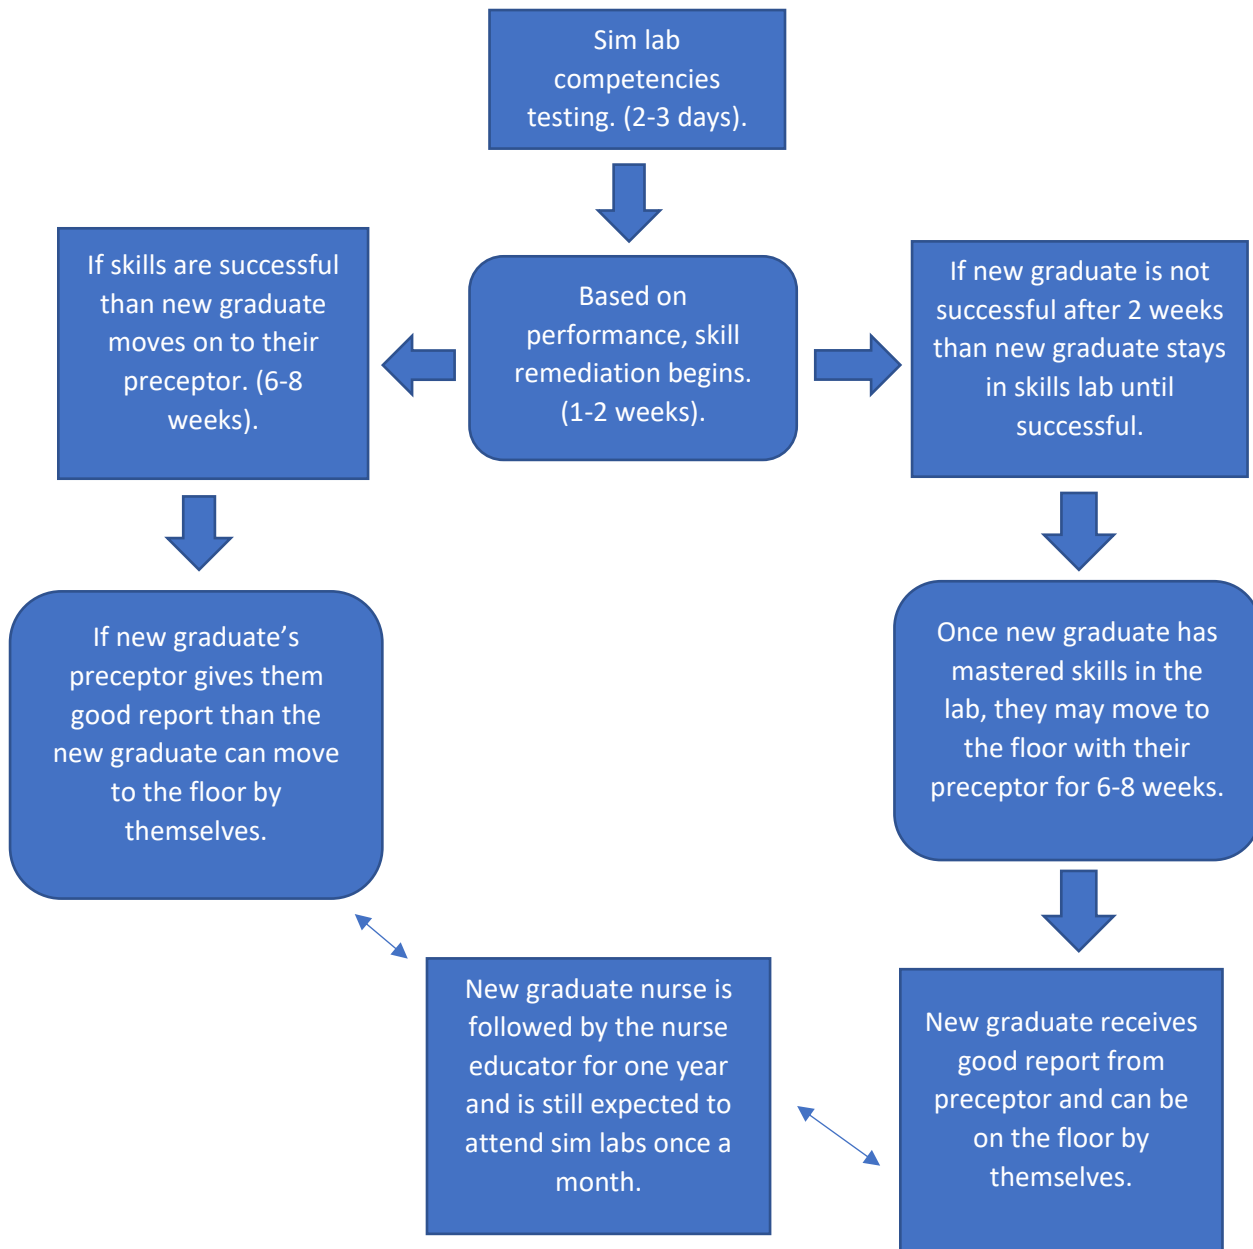 Sim lab
competencies
testing. (2-3 days).
If skills are successful
than new graduate
moves on to their
preceptor. (6-8
weeks).
Based on
performance, skill
remediation begins.
(1-2 weeks).
If new graduate is not
successful after 2 weeks
than new graduate stays
in skills lab until
successful.
If new graduate’s
preceptor gives them
good report than the
new graduate can move
to the floor by
themselves.
Once new graduate has
mastered skills in the
lab, they may move to
the floor with their
preceptor for 6-8 weeks.
New graduate nurse is
followed by the nurse
educator for one year
and is still expected to
attend sim labs once a
month.
New graduate receives
good report from
preceptor and can be
on the floor by
themselves.